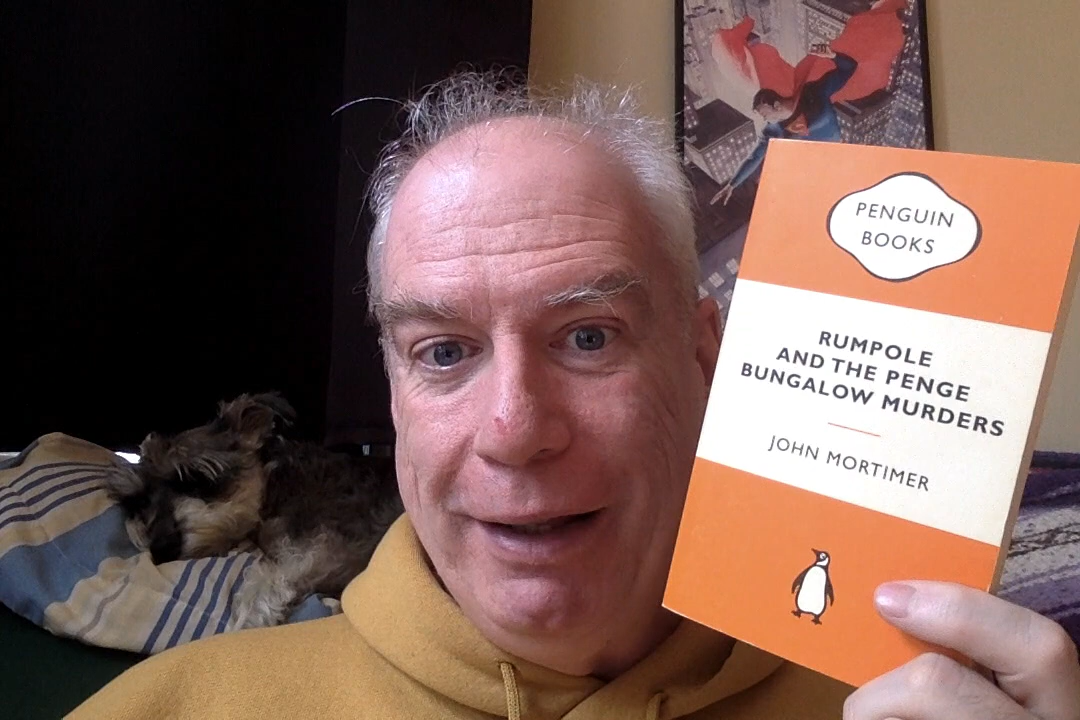 PENGUIN
BOOKS
RUMPOLE
AND THE PENGE
BUNGALOW MURDERS
JOHN MORTIMER